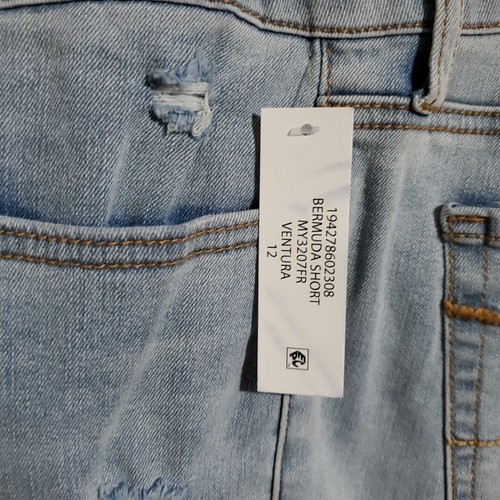 194278602308
BERMUDA SHORT
MY3207FR
VENTURA
12